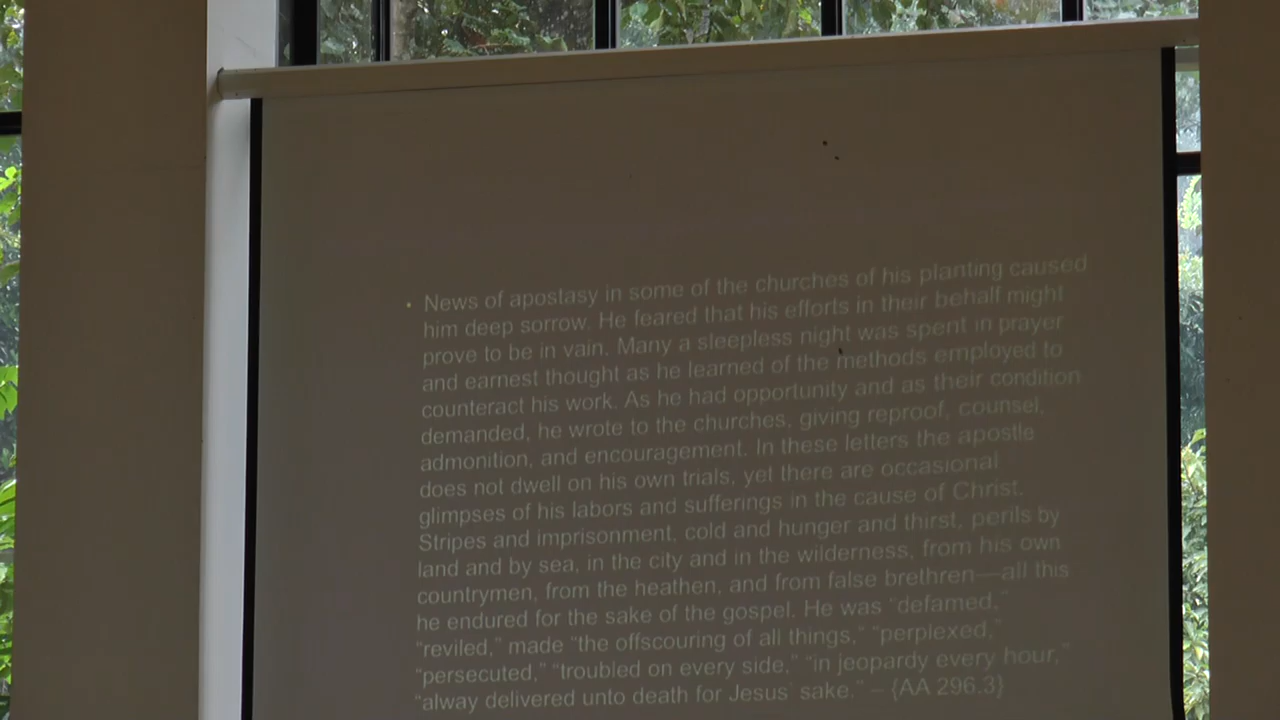 • News of apostasy in some of the churches of his planting caused
him deep sorrow. He feared that his efforts in their behalf might
prove to be in vain. Many a sleepless night was spent in prayer
and earnest thought as he learned of the methods employed to
counteract his work. As he had opportunity and as their condition
demanded, he wrote to the churches, giving reproof, counsel,
admonition, and encouragement. In these letters the apostle
does not dwell on his own trials, yet there are occasional
glimpses of his labors and sufferings in the cause of Christ.
Stripes and imprisonment, cold and hunger and thirst, perils by
land and by sea, in the city and in the wilderness, from his own
countrymen, from the heathen, and from false brethren—all this
he endured for the sake of the gospel. He was “defamed,”
“reviled,” made “the offscouring of all things,” “perplexed,”
“persecuted,” “troubled on every side,” “in jeopardy every hour,”
“alway delivered unto death for Jesus’ sake.” – {AA 296.3}